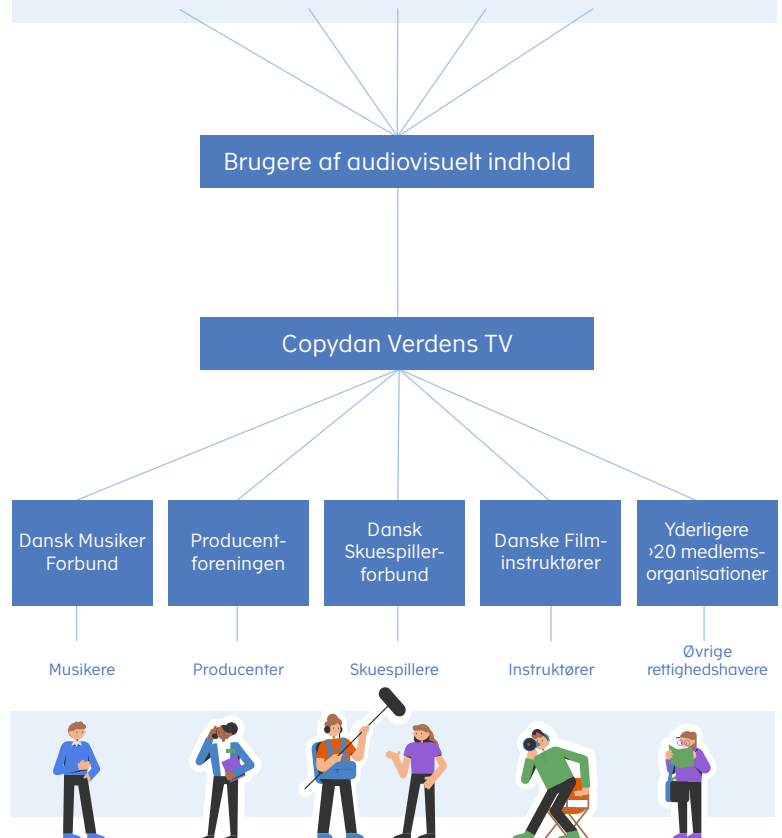 Brugere af audiovisuelt indhold
Copydan Verdens TV
Dansk Musiker
Forbund
Producent-
foreningen
Dansk
Skuespiller-
forbund
Danske Film-
instruktører
Yderligere
›20 medlems-
organisationer
Musikere
Producenter
Skuespillere
Instruktører
Øvrige
rettighedshavere